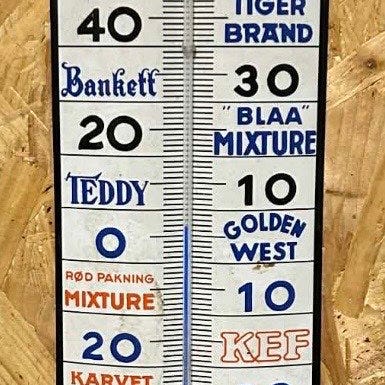 TIGER
BRAND
40
Bankett
30
"BLAA"
MIXTURE
20
TEDDY
10
GOLDEN
WEST
0
RØD PAKNING
MIXTURE
10
20
KEF
KARVET